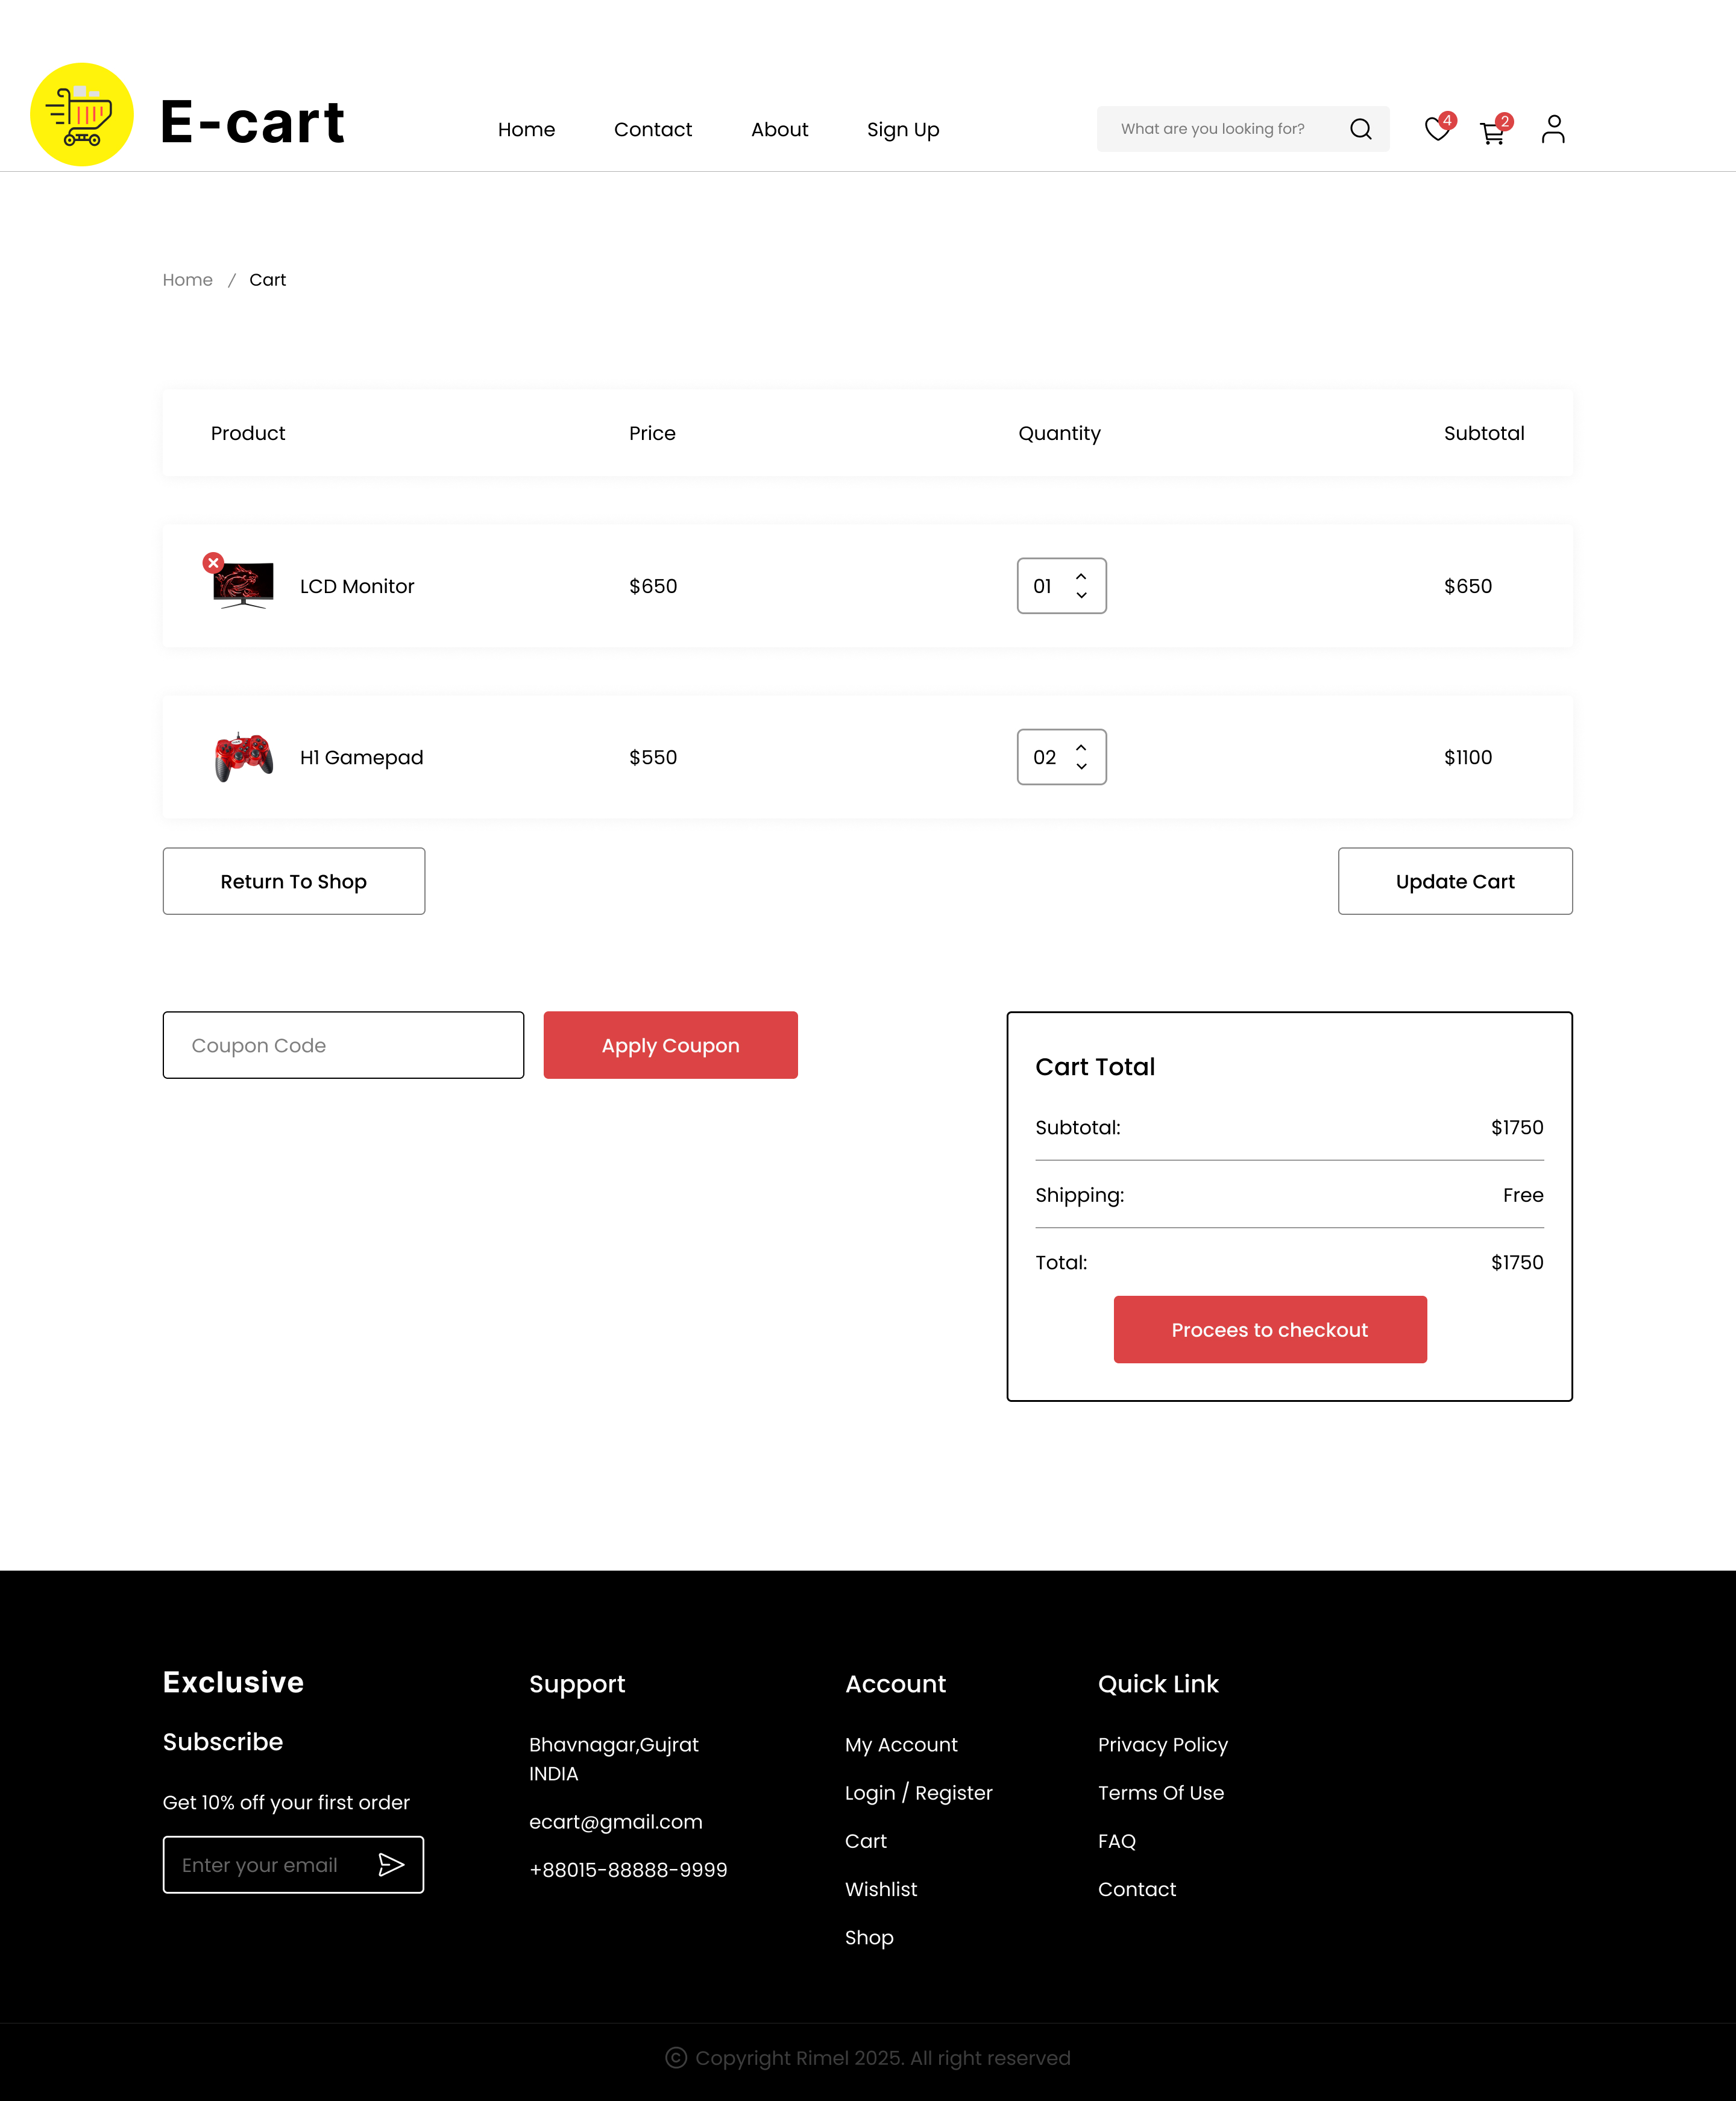 E-cart
Home Contact About Sign Up
What are you looking for?
4
2
Home / Cart
Product Price Quantity Subtotal
LCD Monitor $650 01 $650
H1 Gamepad $550 02 $1100
Return To Shop Update Cart
Coupon Code Apply Coupon
Cart Total
Subtotal: $1750
Shipping: Free
Total: $1750
Procees to checkout
Exclusive
Subscribe
Get 10% off your first order
Enter your email
Support
Bhavnagar,Gujrat
INDIA
ecart@gmail.com
+88015-88888-9999
Account
My Account
Login / Register
Cart
Wishlist
Shop
Quick Link
Privacy Policy
Terms Of Use
FAQ
Contact
© Copyright Rimel 2025. All right reserved